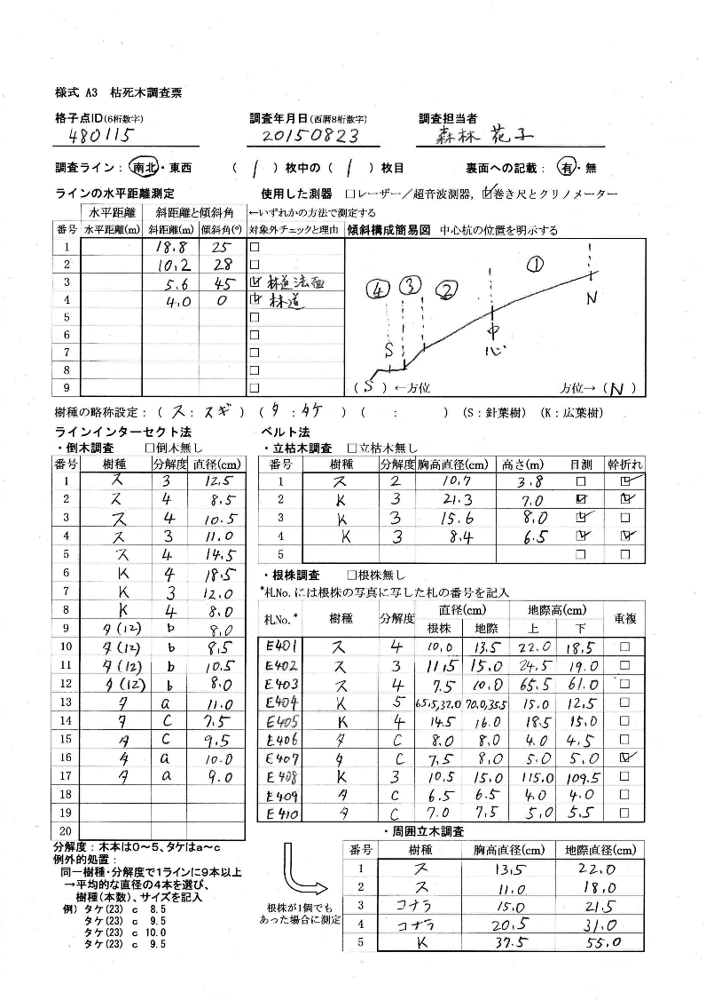 様式 A3 枯死木調査票
格子点ID(6桁数字) 調査年月日(西暦8桁数字) 調査担当者
480115 20150823 森林 花子
調査ライン：南北・東西 ( 1 ) 枚中の ( 1 ) 枚目 裏面への記載：有・無
ラインの水平距離測定 使用した測器 □レーザー／超音波測器, ☑巻き尺とクリノメーター
水平距離 斜距離と傾斜角 ←いずれかの方法で測定する
番号 水平距離(m) 斜距離(m) 傾斜角(°) 対象外チェックと理由 傾斜構成簡易図 中心杭の位置を明示する
1 18.8 25 □
2 10.2 28 □
3 5.6 45 ☑ 林道法面
4 4.0 0 ☑ 林道
5 □
6 □
7 □
8 □
9 □
④ ③ ② ①
S 中心 N
( S ) ←方位 方位→ ( N )
樹種の略称設定：( ス：スギ ) ( タ：タケ ) ( ： ) (S：針葉樹) (K：広葉樹)
ラインインターセクト法
・倒木調査 □倒木無し
番号 樹種 分解度 直径(cm)
1 ス 3 12.5
2 ス 4 8.5
3 ス 4 10.5
4 ス 3 11.0
5 ス 4 14.5
6 K 4 18.5
7 K 3 12.0
8 K 4 8.0
9 タ(12) b 8.0
10 タ(12) b 8.5
11 タ(12) b 10.5
12 タ(12) b 8.0
13 タ a 11.0
14 タ C 7.5
15 タ C 9.5
16 タ a 10.0
17 タ a 9.0
18
19
20
分解度：木本は0～5、タケはa～c
例外的処置：
同一樹種・分解度で1ラインに9本以上
→平均的な直径の4本を選び、
樹種(本数)、サイズを記入
例) タケ(23) c 8.5
タケ(23) c 9.5
タケ(23) c 10.0
タケ(23) c 9.5
ベルト法
・立枯木調査 □立枯木無し
番号 樹種 分解度 胸高直径(cm) 高さ(m) 目測 幹折れ
1 ス 2 10.7 3.8 □ ☑
2 K 3 21.3 7.0 ☑ ☑
3 K 3 15.6 8.0 ☑ □
4 K 3 8.4 6.5 ☑ ☑
5 □ □
・根株調査 □根株無し
*札No.には根株の写真に写した札の番号を記入
札No.* 樹種 分解度 直径(cm) 地際高(cm) 重複
根株 地際 上 下
E401 ス 4 10.0 13.5 22.0 18.5 □
E402 ス 3 11.5 15.0 24.5 19.0 □
E403 ス 4 7.5 10.0 65.5 61.0 □
E404 K 5 65.5,32.0 70.0,35.5 15.0 12.5 □
E405 K 4 14.5 16.0 18.5 15.0 □
E406 タ C 8.0 8.0 4.0 4.5 □
E407 タ C 7.5 8.0 5.0 5.0 ☑
E408 K 3 10.5 15.0 115.0 109.5 □
E409 タ C 6.5 6.5 4.0 4.0 □
E410 タ C 7.0 7.5 5.0 5.5 □
根株が1個でも
あった場合に測定
・周囲立木調査
番号 樹種 胸高直径(cm) 地際直径(cm)
1 ス 13.5 22.0
2 ス 11.0 18.0
3 コナラ 15.0 21.5
4 コナラ 20.5 31.0
5 K 37.5 55.0